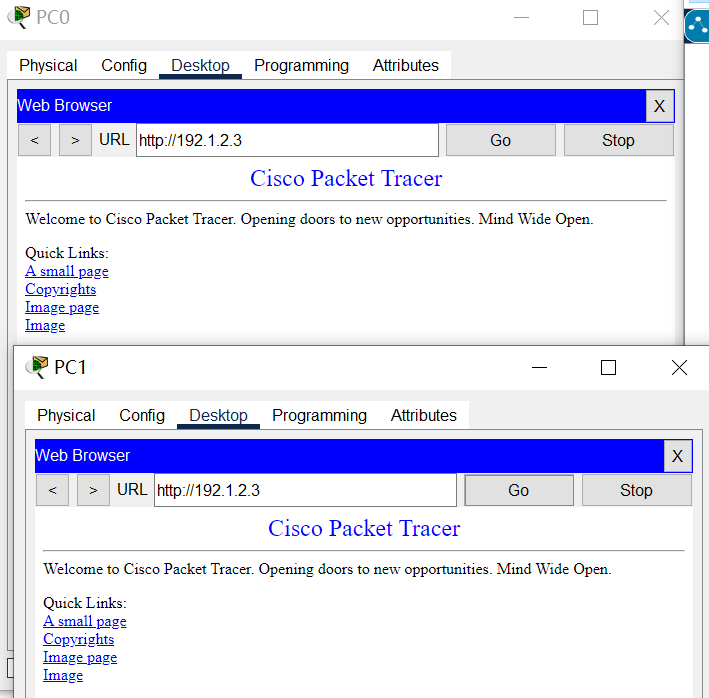 PC0
Physical Config Desktop Programming Attributes
Web Browser X
< > URL http://192.1.2.3 Go Stop
Cisco Packet Tracer
Welcome to Cisco Packet Tracer. Opening doors to new opportunities. Mind Wide Open.
Quick Links:
A small page
Copyrights
Image page
Image
PC1
Physical Config Desktop Programming Attributes
Web Browser X
< > URL http://192.1.2.3 Go Stop
Cisco Packet Tracer
Welcome to Cisco Packet Tracer. Opening doors to new opportunities. Mind Wide Open.
Quick Links:
A small page
Copyrights
Image page
Image